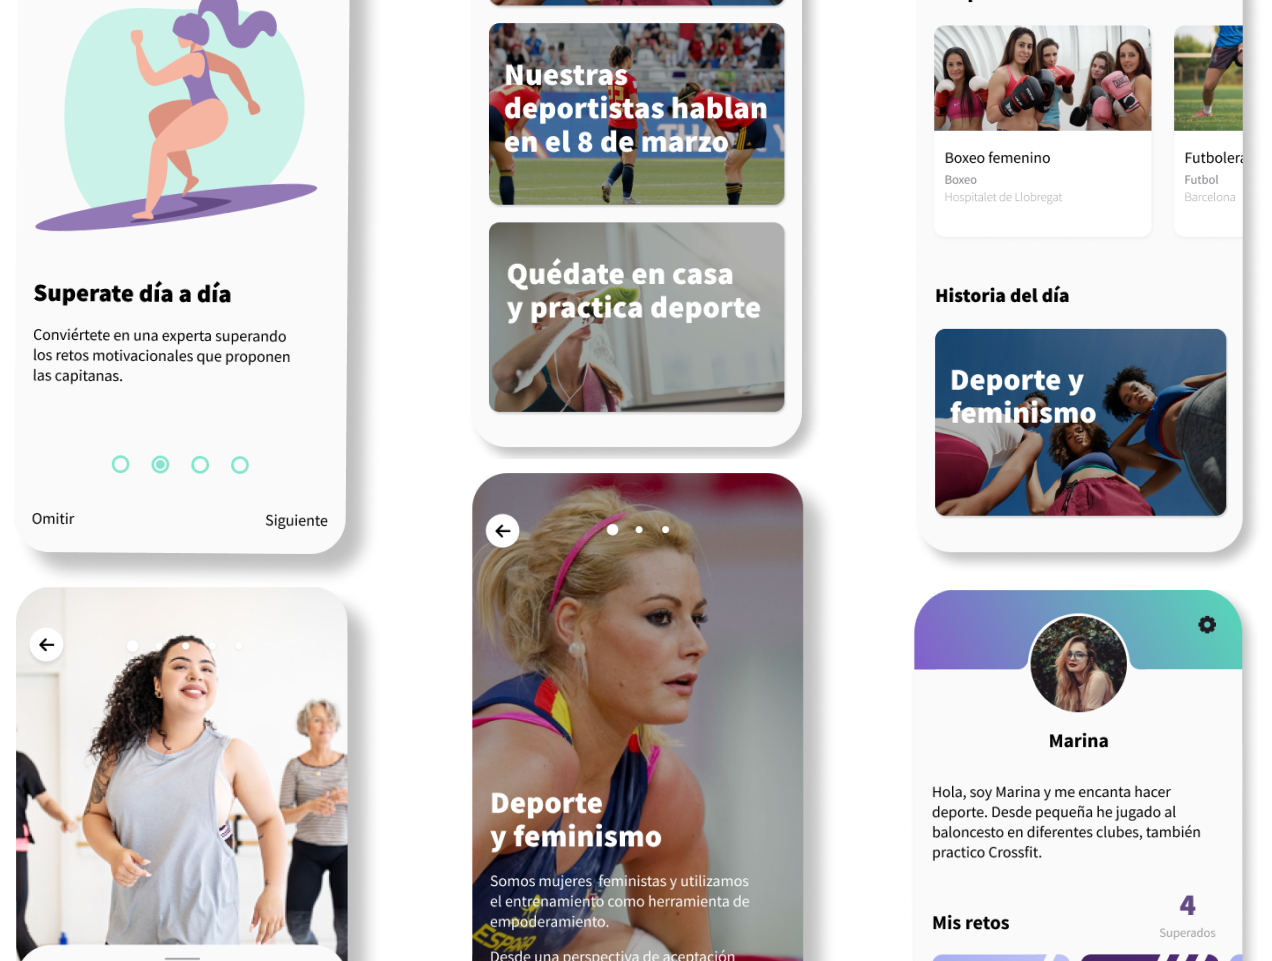 Superate día a día
Conviértete en una experta superando
los retos motivacionales que proponen
las capitanas.
Omitir
Siguiente
Nuestras
deportistas hablan
en el 8 de marzo
Quédate en casa
y practica deporte
Deporte
y feminismo
Somos mujeres feministas y utilizamos
el entrenamiento como herramienta de
empoderamiento.
Desde una perspectiva de aceptación
ESPAÑA
Boxeo femenino
Boxeo
Hospitalet de Llobregat
Futbolera
Futbol
Barcelona
Historia del día
Deporte y
feminismo
Marina
Hola, soy Marina y me encanta hacer
deporte. Desde pequeña he jugado al
baloncesto en diferentes clubes, también
practico Crossfit.
Mis retos
4
Superados